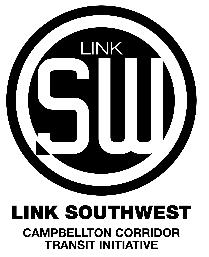 LINK
SW
LINK SOUTHWEST
CAMPBELLTON CORRIDOR
TRANSIT INITIATIVE